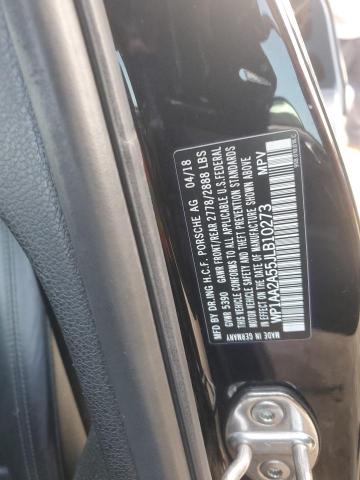 MFD BY DR.ING H.C.F. PORSCHE AG 04/18
GVWR 5390 GAWR FRONT/REAR 2778/2888 LBS
THIS VEHICLE CONFORMS TO ALL APPLICABLE U.S. FEDERAL
MOTOR VEHICLE SAFETY AND THEFT PREVENTION STANDARDS
IN EFFECT ON THE DATE OF MANUFACTURE SHOWN ABOVE
MADE IN GERMANY MPV
WP1AA2A55JLB10273